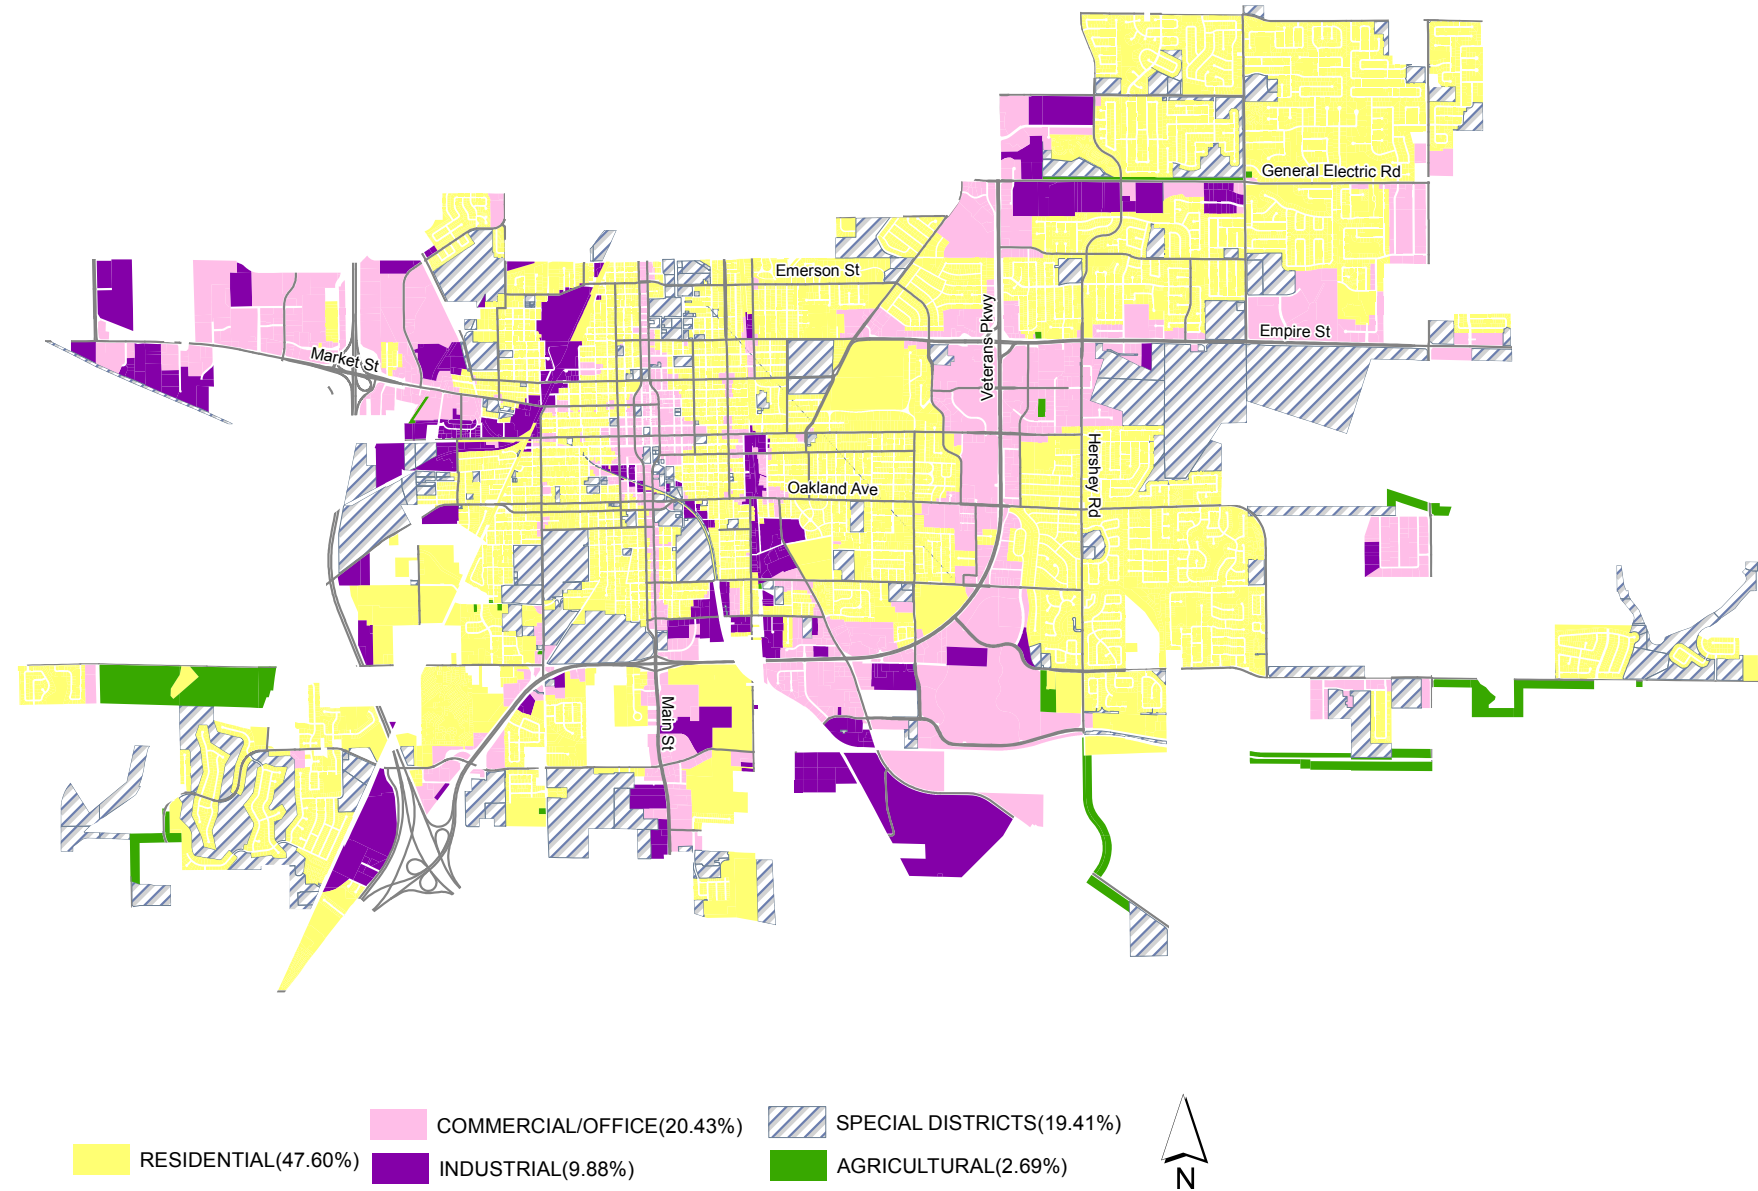 General Electric Rd
Emerson St
Veterans Pkwy
Empire St
Market St
Hershey Rd
Oakland Ave
Main St
COMMERCIAL/OFFICE(20.43%)
SPECIAL DISTRICTS(19.41%)
RESIDENTIAL(47.60%)
INDUSTRIAL(9.88%)
AGRICULTURAL(2.69%)
N